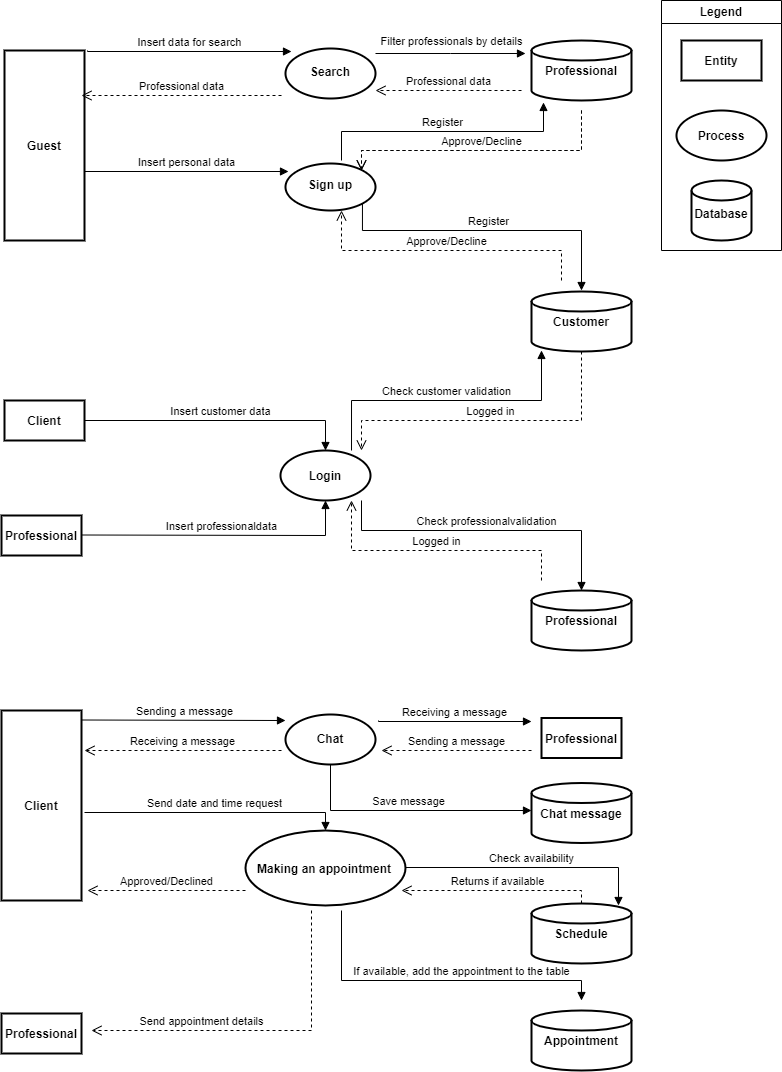 Legend
Entity
Process
Database
Insert data for search
Filter professionals by details
Search
Professional
Professional data
Professional data
Guest
Register
Approve/Decline
Insert personal data
Sign up
Register
Approve/Decline
Customer
Check customer validation
Client
Insert customer data
Logged in
Login
Professional
Insert professionaldata
Check professionalvalidation
Logged in
Professional
Sending a message
Receiving a message
Chat
Professional
Receiving a message
Sending a message
Client
Send date and time request
Save message
Chat message
Making an appointment
Check availability
Approved/Declined
Returns if available
Schedule
If available, add the appointment to the table
Send appointment details
Professional
Appointment